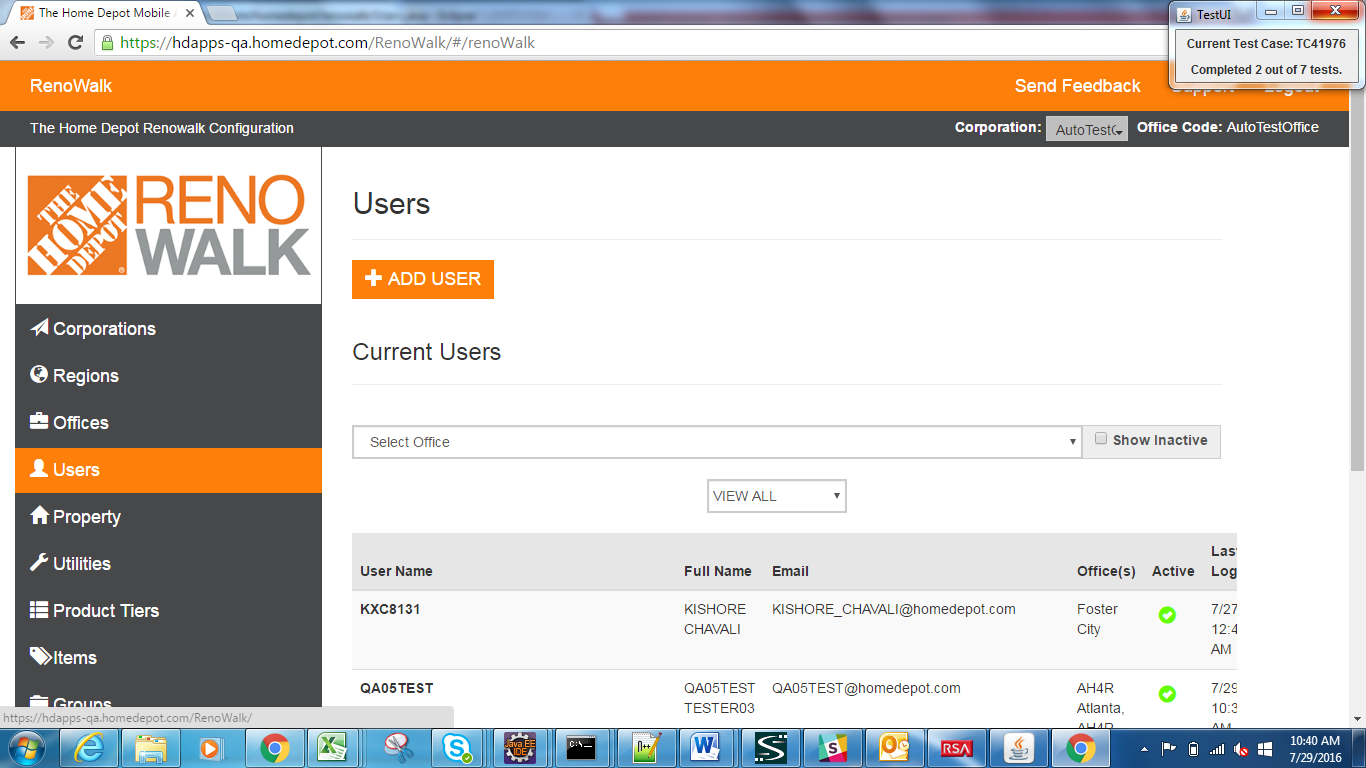 The Home Depot Mobile
TestUI
https://hdapps-qa.homedepot.com/RenoWalk/#/renoWalk
Current Test Case: TC41976
Completed 2 out of 7 tests.
RenoWalk
Send Feedback
Support
Logout
The Home Depot Renowalk Configuration
Corporation:
AutoTestC
Office Code: AutoTestOffice
THE HOME DEPOT
RENO
WALK
Users
ADD USER
Corporations
Current Users
Regions
Offices
Select Office
Show Inactive
Users
VIEW ALL
Property
Utilities
Product Tiers
Items
Groups
User Name
Full Name
Email
Office(s)
Active
Last
Log
KXC8131
KISHORE
CHAVALI
KISHORE_CHAVALI@homedepot.com
Foster
City
7/27
12:4
AM
QA05TEST
QA05TEST
TESTER03
QA05TEST@homedepot.com
AH4R
Atlanta,
AH4R
7/29
10:3
AM
https://hdapps-qa.homedepot.com/RenoWalk/
Java EE
IDE
C:\
RSA
10:40 AM
7/29/2016